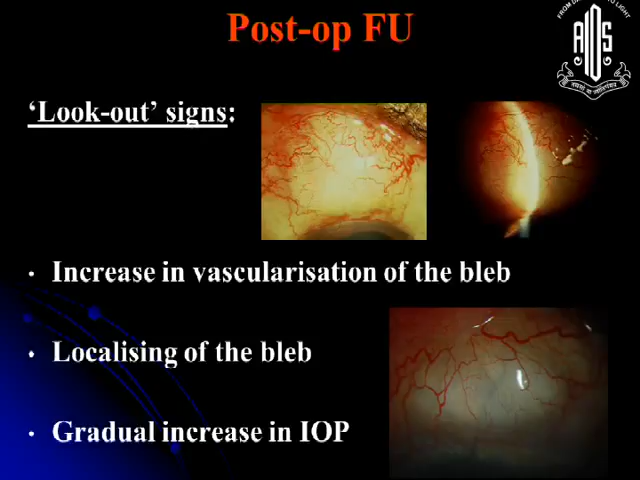 Post-op FU
AIOS
‘Look-out’ signs:
• Increase in vascularisation of the bleb
• Localising of the bleb
• Gradual increase in IOP